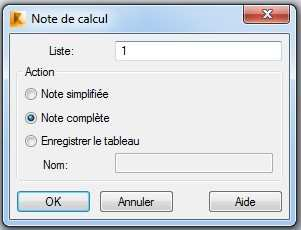 Note de calcul
Liste: 1
Action
Note simplifiée
Note complète
Enregistrer le tableau
Nom:
OK Annuler Aide